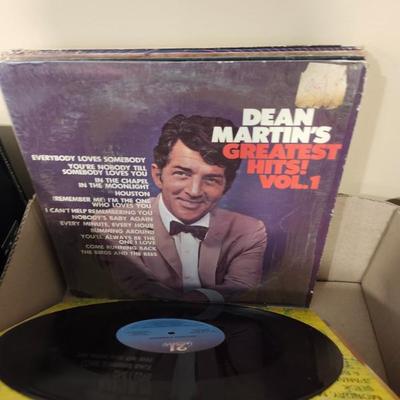 DEAN
MARTIN'S
GREATEST
HITS!
VOL.1
EVERYBODY LOVES SOMEBODY
YOU'RE NOBODY TILL
SOMEBODY LOVES YOU
IN THE CHAPEL
IN THE MOONLIGHT
HOUSTON
(REMEMBER ME) I'M THE ONE
WHO LOVES YOU
I CAN'T HELP REMEMBERING YOU
NOBODY'S BABY AGAIN
EVERY MINUTE, EVERY HOUR
BUMMING AROUND
YOU'LL ALWAYS BE THE
ONE I LOVE
COME RUNNING BACK
THE BIRDS AND THE BEES
21